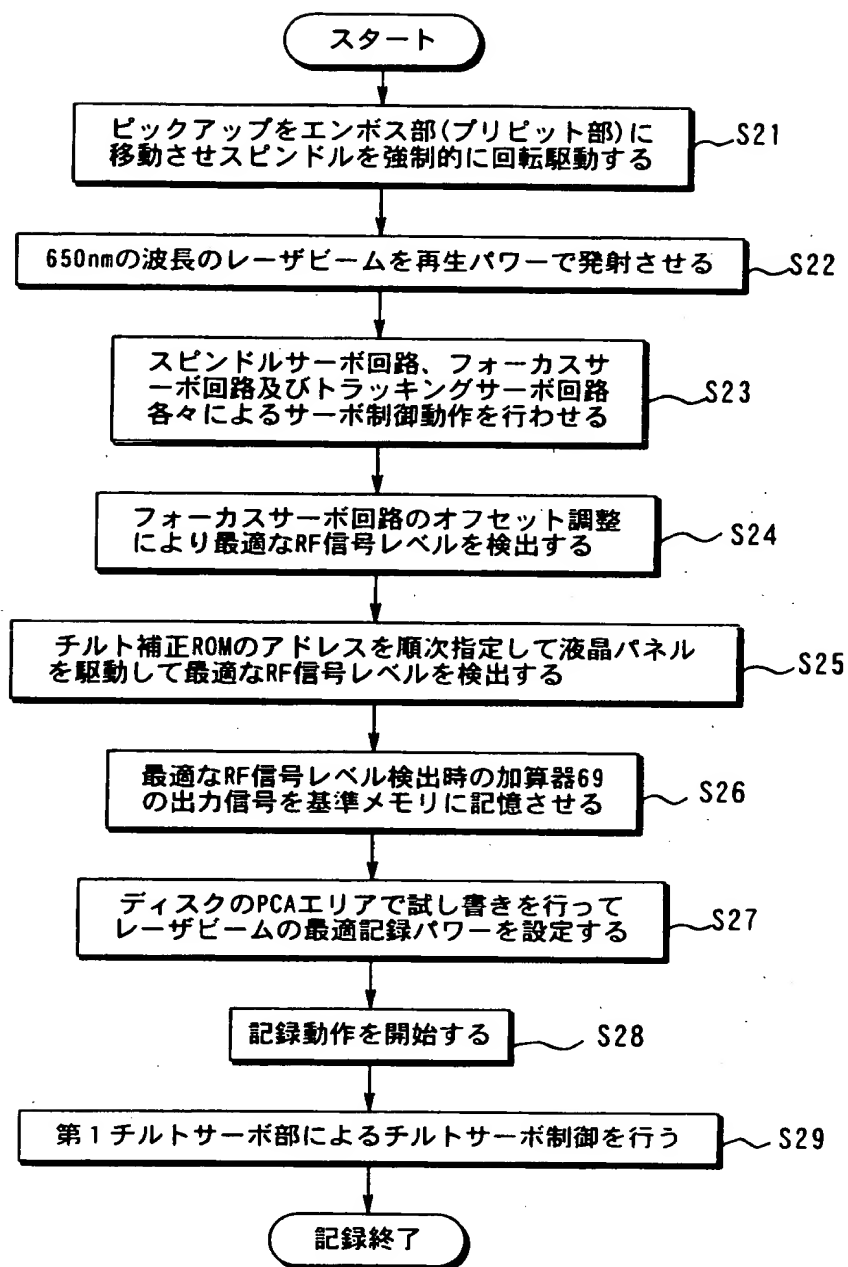 スタート
ピックアップをエンボス部(プリピット部)に
移動させスピンドルを強制的に回転駆動する
S21
650nmの波長のレーザビームを再生パワーで発射させる
S22
スピンドルサーボ回路、フォーカスサ
ーボ回路及びトラッキングサーボ回路
各々によるサーボ制御動作を行わせる
S23
フォーカスサーボ回路のオフセット調整
により最適なRF信号レベルを検出する
S24
チルト補正ROMのアドレスを順次指定して液晶パネル
を駆動して最適なRF信号レベルを検出する
S25
最適なRF信号レベル検出時の加算器69
の出力信号を基準メモリに記憶させる
S26
ディスクのPCAエリアで試し書きを行って
レーザビームの最適記録パワーを設定する
S27
記録動作を開始する
S28
第1チルトサーボ部によるチルトサーボ制御を行う
S29
記録終了